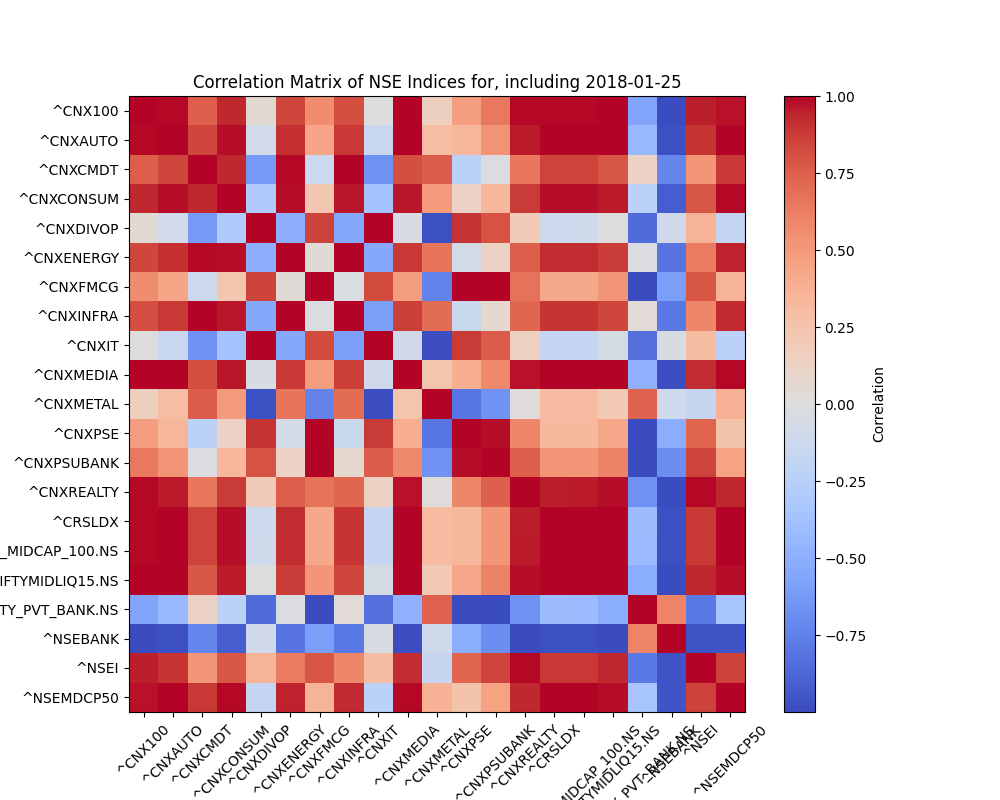 Correlation Matrix of NSE Indices for, including 2018-01-25
^CNX100
^CNXAUTO
^CNXCMDT
^CNXCONSUM
^CNXDIVOP
^CNXENERGY
^CNXFMCG
^CNXINFRA
^CNXIT
^CNXMEDIA
^CNXMETAL
^CNXPSE
^CNXPSUBANK
^CNXREALTY
^CRSLDX
_MIDCAP_100.NS
IFTYMIDLIQ15.NS
TY_PVT_BANK.NS
^NSEBANK
^NSEI
^NSEMDCP50
^CNX100
^CNXAUTO
^CNXCMDT
^CNXCONSUM
^CNXDIVOP
^CNXENERGY
^CNXFMCG
^CNXINFRA
^CNXIT
^CNXMEDIA
^CNXMETAL
^CNXPSE
^CNXPSUBANK
^CNXREALTY
^CRSLDX
MIDCAP_100.NS
TYMIDLIQ15.NS
PVT_BANK.NS
^NSEBANK
^NSEI
^NSEMDCP50
1.00
0.75
0.50
0.25
0.00
−0.25
−0.50
−0.75
Correlation